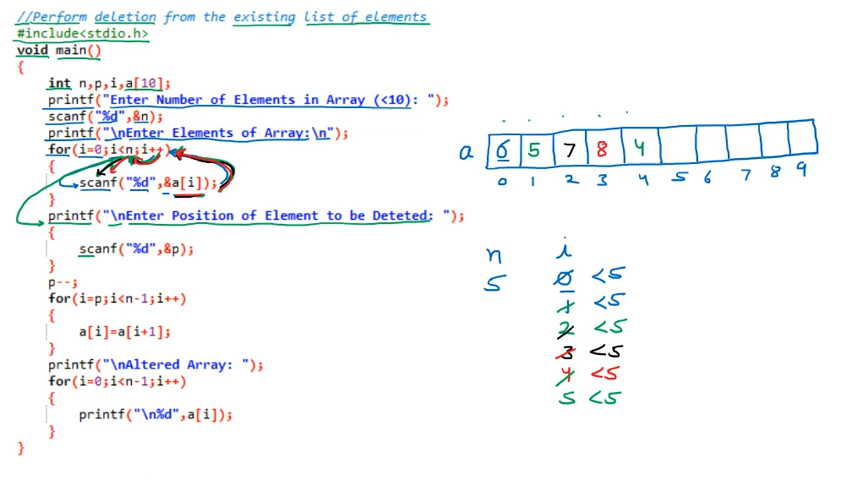 //Perform deletion from the existing list of elements
#include<stdio.h>
void main()
{
int n,p,i,a[10];
printf("Enter Number of Elements in Array (<10): ");
scanf("%d",&n);
printf("\nEnter Elements of Array:\n");
for(i=0;i<n;i++)
{
scanf("%d",&a[i]);
}
printf("\nEnter Position of Element to be Deteted: ");
{
scanf("%d",&p);
}
p--;
for(i=p;i<n-1;i++)
{
a[i]=a[i+1];
}
printf("\nAltered Array: ");
for(i=0;i<n-1;i++)
{
printf("\n%d",a[i]);
}
}
a 6 5 7 8 4
0 1 2 3 4 5 6 7 8 9
n i
5 0 <5
1 <5
2 <5
3 <5
4 <5
5 <5